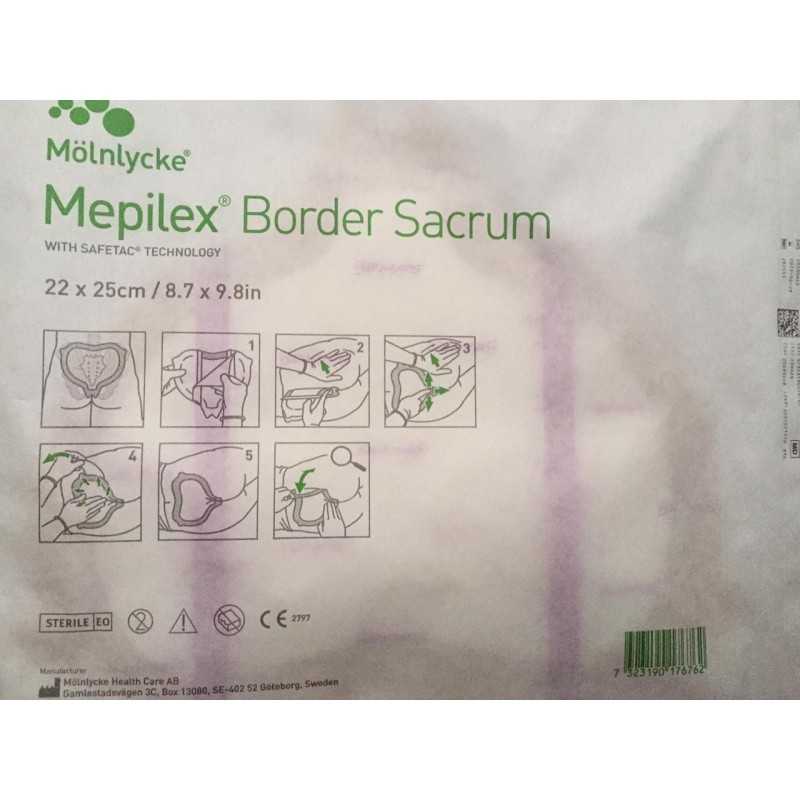 Mölnlycke®
Mepilex® Border Sacrum
WITH SAFETAC® TECHNOLOGY
22 x 25cm / 8.7 x 9.8in
1
2
3
4
5
STERILE EO
2
CE 2797
Manufacturer
Mölnlycke Health Care AB
Gamlestadsvägen 3C, Box 13080, SE-402 52 Göteborg, Sweden
7 323190 176762
MD